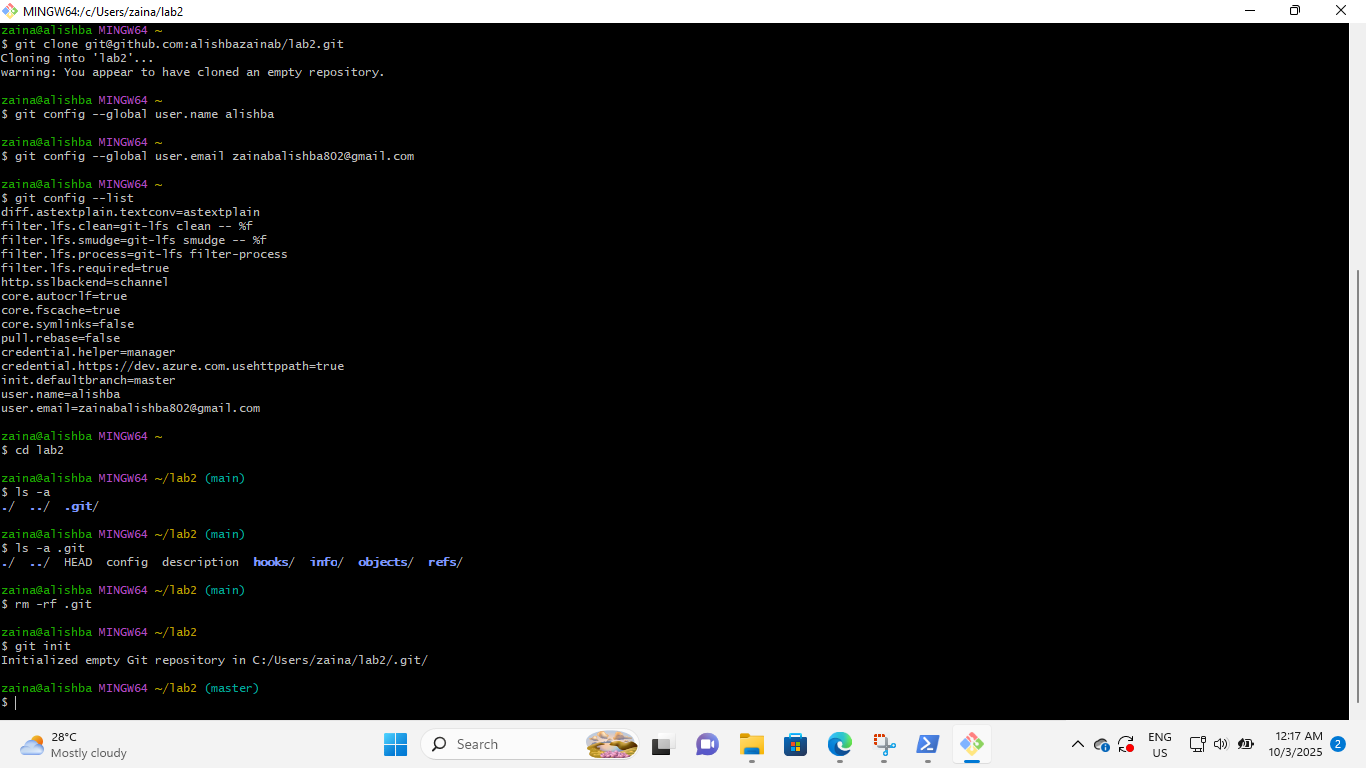 MINGW64:/c/Users/zaina/lab2
zaina@alishba MINGW64 ~
$ git clone git@github.com:alishbazainab/lab2.git
Cloning into 'lab2'...
warning: You appear to have cloned an empty repository.
zaina@alishba MINGW64 ~
$ git config --global user.name alishba
zaina@alishba MINGW64 ~
$ git config --global user.email zainabalishba802@gmail.com
zaina@alishba MINGW64 ~
$ git config --list
diff.astextplain.textconv=astextplain
filter.lfs.clean=git-lfs clean -- %f
filter.lfs.smudge=git-lfs smudge -- %f
filter.lfs.process=git-lfs filter-process
filter.lfs.required=true
http.sslbackend=schannel
core.autocrlf=true
core.fscache=true
core.symlinks=false
pull.rebase=false
credential.helper=manager
credential.https://dev.azure.com.usehttppath=true
init.defaultbranch=master
user.name=alishba
user.email=zainabalishba802@gmail.com
zaina@alishba MINGW64 ~
$ cd lab2
zaina@alishba MINGW64 ~/lab2 (main)
$ ls -a
./  ../  .git/
zaina@alishba MINGW64 ~/lab2 (main)
$ ls -a .git
./  ../  HEAD  config  description  hooks/  info/  objects/  refs/
zaina@alishba MINGW64 ~/lab2 (main)
$ rm -rf .git
zaina@alishba MINGW64 ~/lab2
$ git init
Initialized empty Git repository in C:/Users/zaina/lab2/.git/
zaina@alishba MINGW64 ~/lab2 (master)
$
28°C
Mostly cloudy
Search
ENG
US
12:17 AM
10/3/2025
2